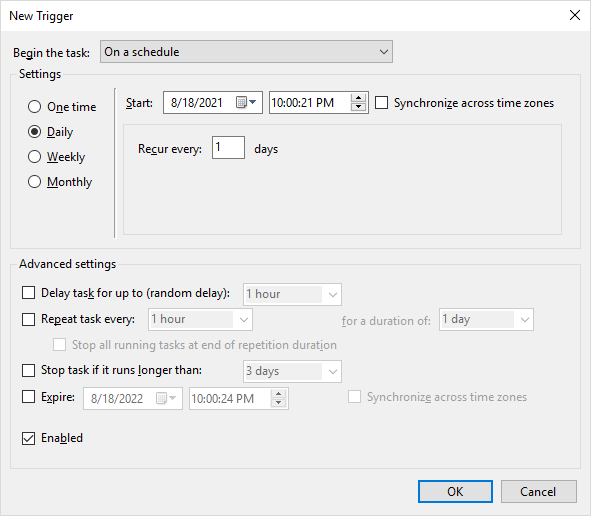 New Trigger
Begin the task: On a schedule
Settings
One time
Daily
Weekly
Monthly
Start: 8/18/2021 10:00:21 PM Synchronize across time zones
Recur every: 1 days
Advanced settings
Delay task for up to (random delay): 1 hour
Repeat task every: 1 hour for a duration of: 1 day
Stop all running tasks at end of repetition duration
Stop task if it runs longer than: 3 days
Expire: 8/18/2022 10:00:24 PM Synchronize across time zones
Enabled
OK Cancel